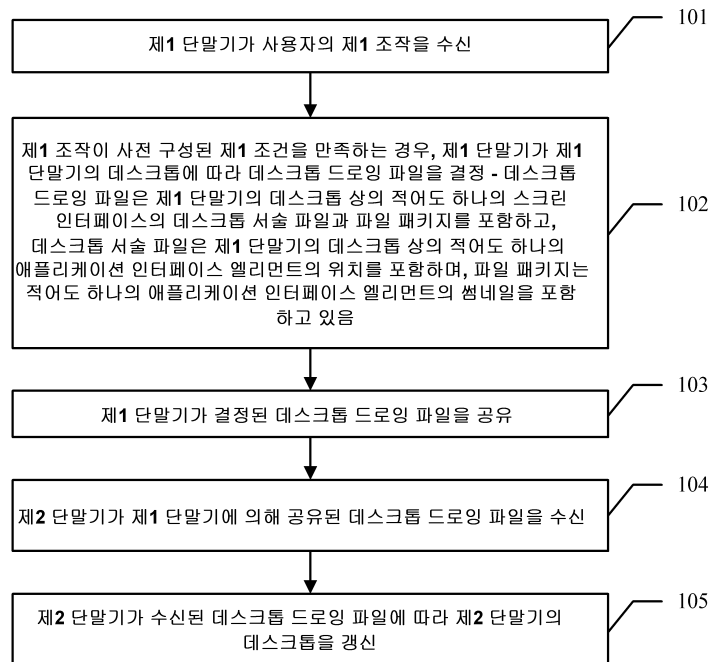 101
제1 단말기가 사용자의 제1 조작을 수신
제1 조작이 사전 구성된 제1 조건을 만족하는 경우, 제1 단말기가 제1
단말기의 데스크톱에 따라 데스크톱 드로잉 파일을 결정 - 데스크톱
드로잉 파일은 제1 단말기의 데스크톱 상의 적어도 하나의 스크린
인터페이스의 데스크톱 서술 파일과 파일 패키지를 포함하고,
데스크톱 서술 파일은 제1 단말기의 데스크톱 상의 적어도 하나의
애플리케이션 인터페이스 엘리먼트의 위치를 포함하며, 파일 패키지는
적어도 하나의 애플리케이션 인터페이스 엘리먼트의 썸네일을 포함
하고 있음
102
103
제1 단말기가 결정된 데스크톱 드로잉 파일을 공유
104
제2 단말기가 제1 단말기에 의해 공유된 데스크톱 드로잉 파일을 수신
105
제2 단말기가 수신된 데스크톱 드로잉 파일에 따라 제2 단말기의
데스크톱을 갱신